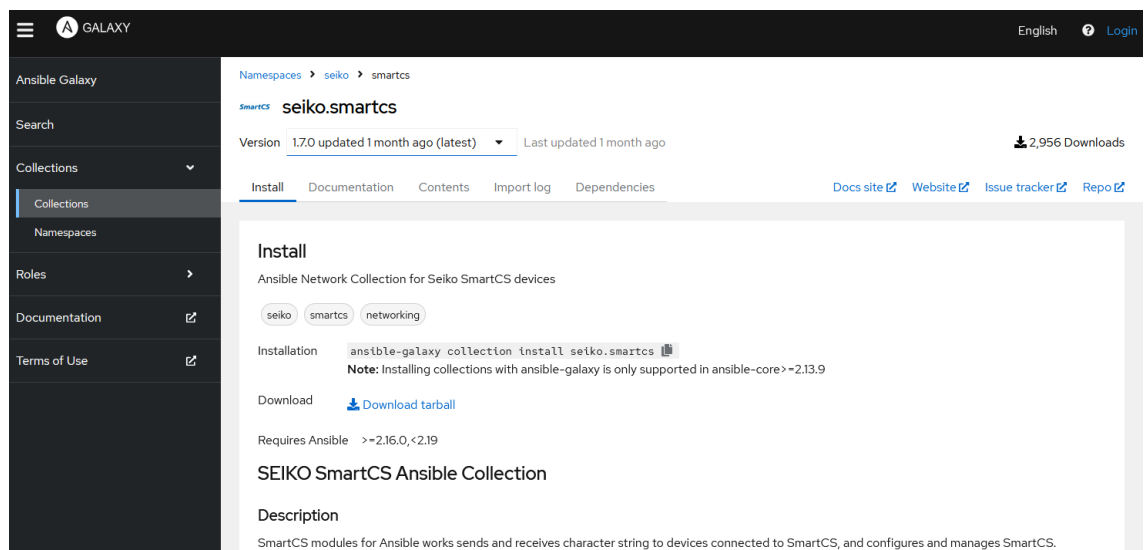 GALAXY
English
Login
Ansible Galaxy
Search
Collections
Collections
Namespaces
Roles
Documentation
Terms of Use
Namespaces > seiko > smartcs
SmartCS seiko.smartcs
Version 1.7.0 updated 1 month ago (latest) Last updated 1 month ago 2,956 Downloads
Install Documentation Contents Import log Dependencies Docs site Website Issue tracker Repo
Install
Ansible Network Collection for Seiko SmartCS devices
seiko smartcs networking
Installation ansible-galaxy collection install seiko.smartcs
Note: Installing collections with ansible-galaxy is only supported in ansible-core>=2.13.9
Download Download tarball
Requires Ansible >=2.16.0,<2.19
SEIKO SmartCS Ansible Collection
Description
SmartCS modules for Ansible works sends and receives character string to devices connected to SmartCS, and configures and manages SmartCS.